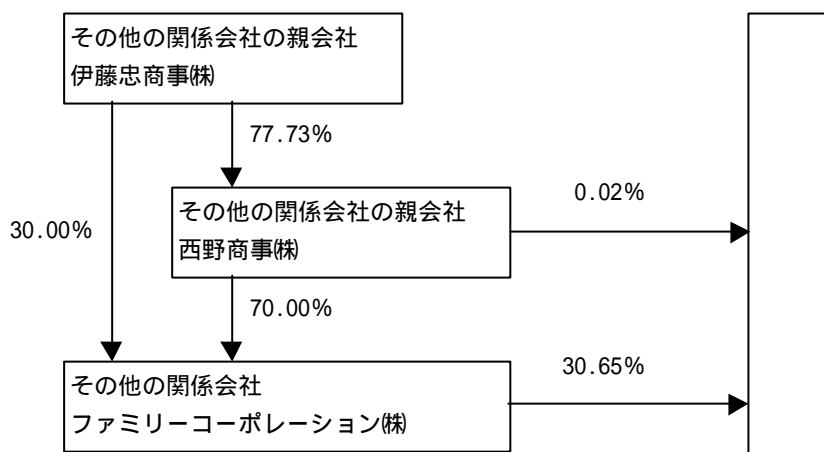 その他の関係会社の親会社
伊藤忠商事㈱
77.73%
その他の関係会社の親会社
西野商事㈱
0.02%
30.00%
70.00%
その他の関係会社
ファミリーコーポレーション㈱
30.65%